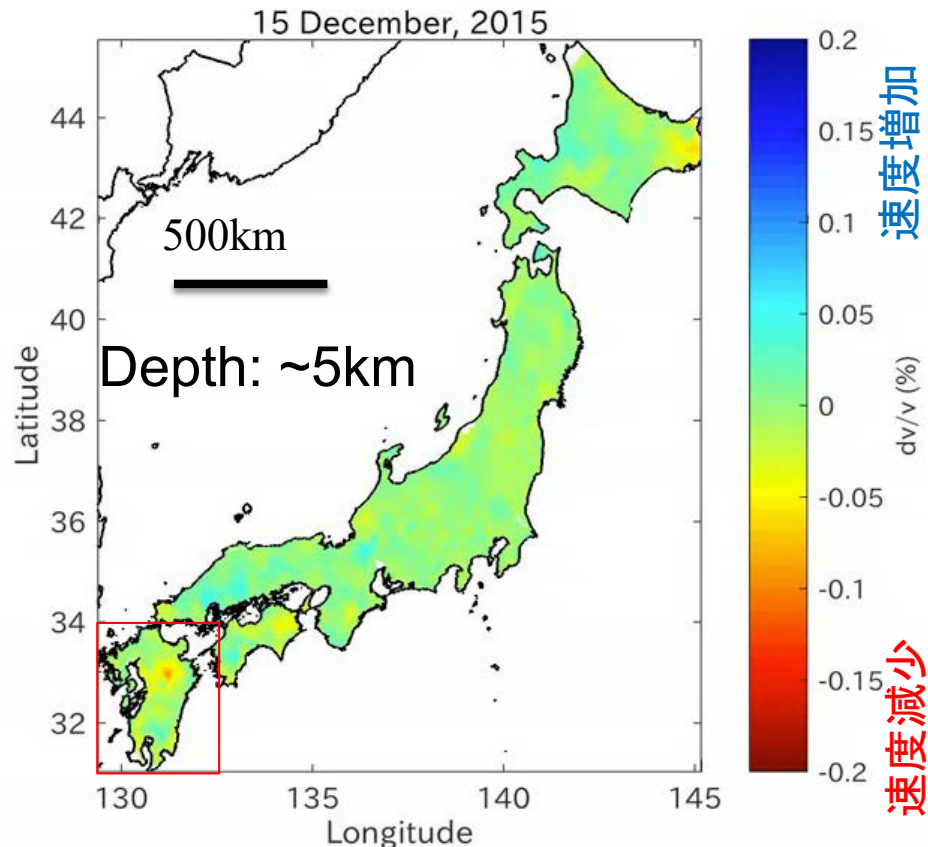 15 December, 2015
Latitude
44
42
40
38
36
34
32
500km
Depth: ~5km
130
135
140
145
Longitude
0.2
0.15
0.1
0.05
0
-0.05
-0.1
-0.15
-0.2
dv/v (%)
速度増加
速度減少